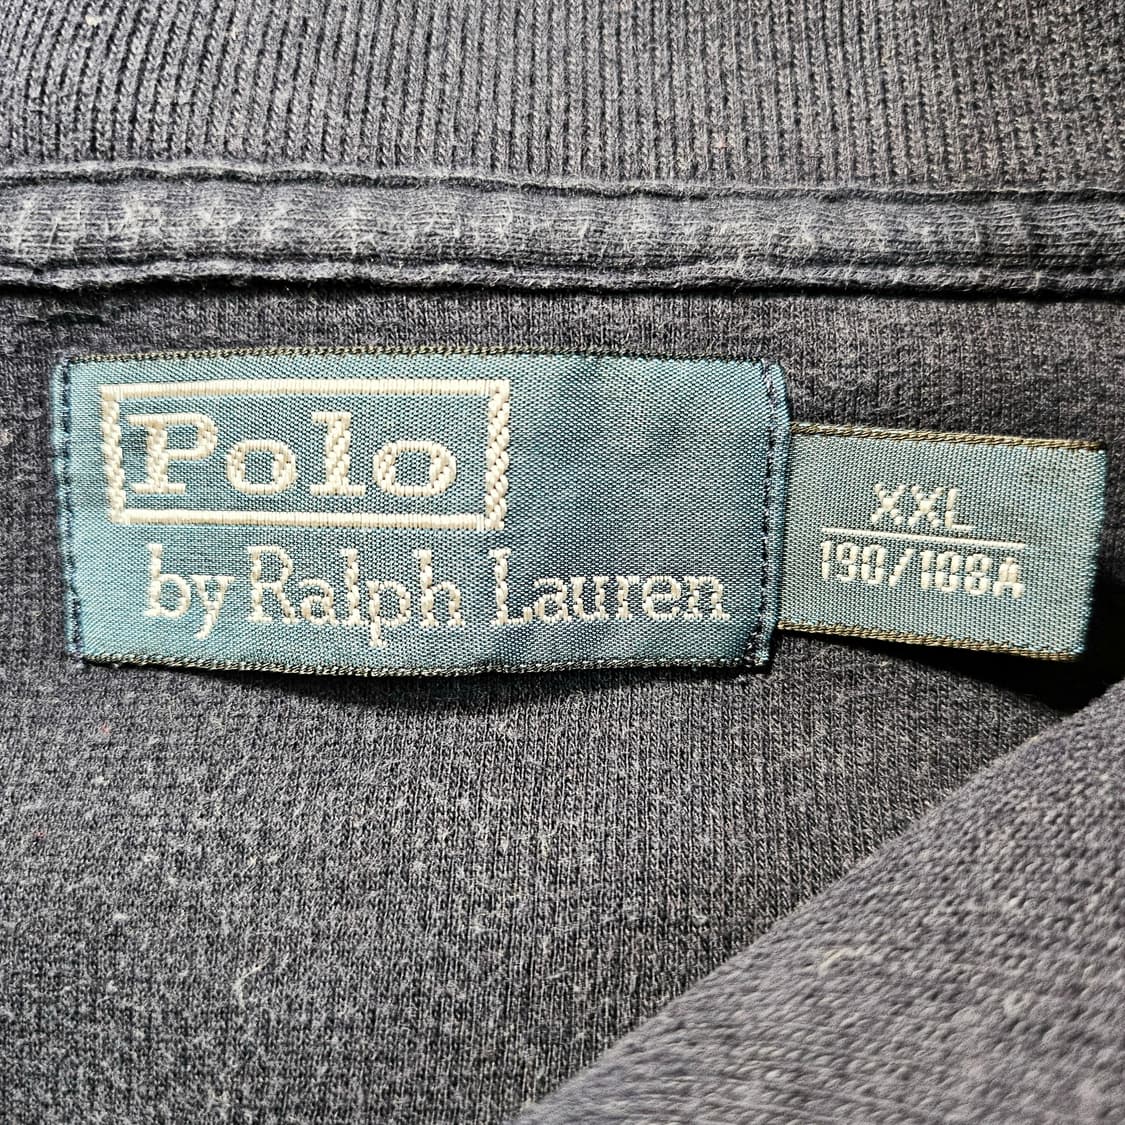 Polo
by Ralph Lauren
XXL
190/108A